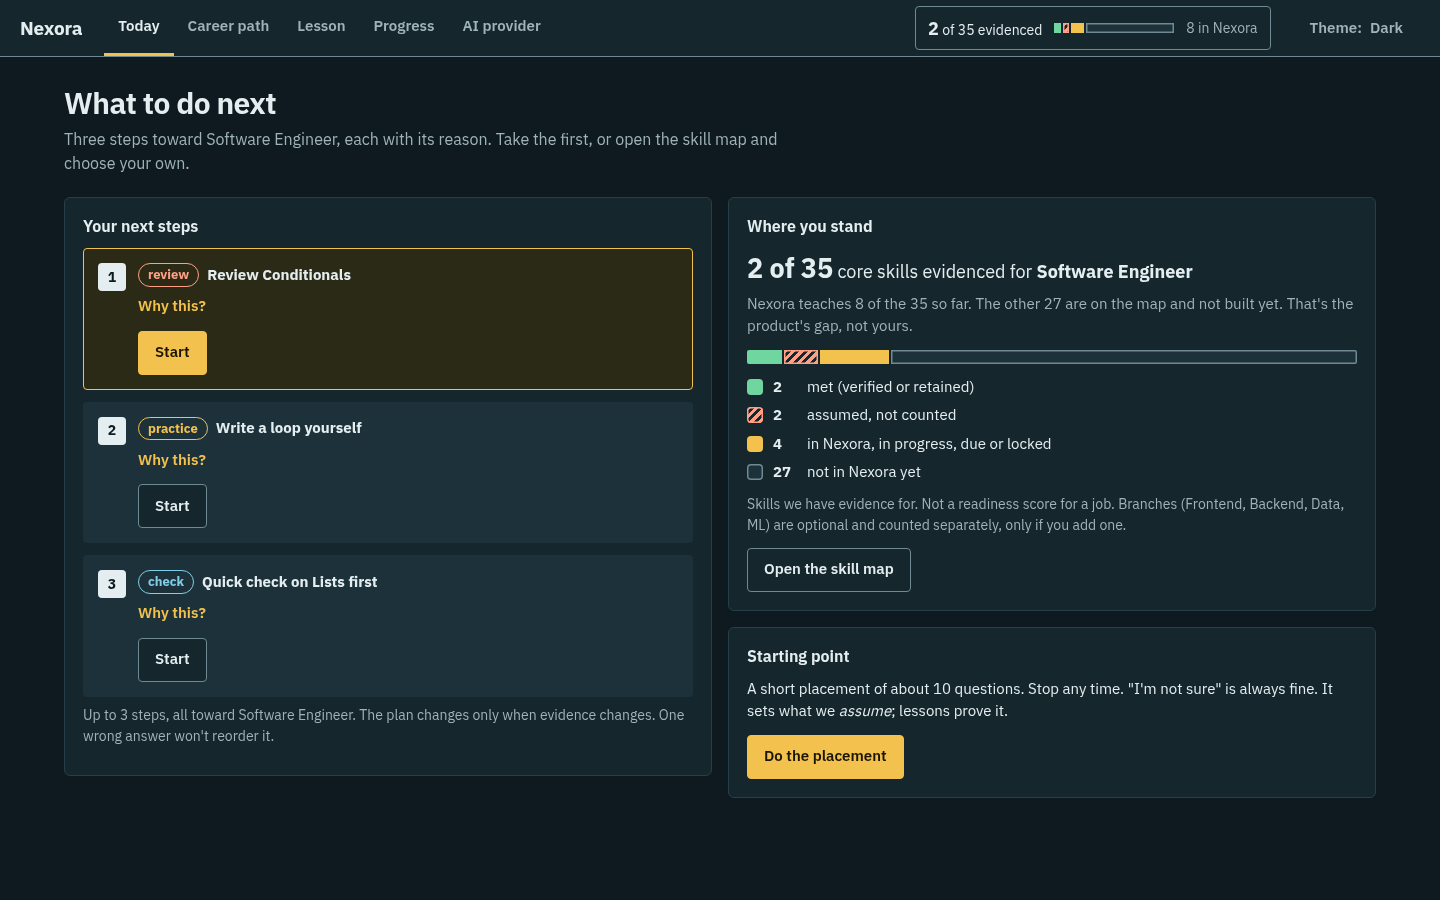 Nexora
Today
Career path
Lesson
Progress
AI provider
2 of 35 evidenced
8 in Nexora
Theme: Dark
What to do next
Three steps toward Software Engineer, each with its reason. Take the first, or open the skill map and
choose your own.
Your next steps
1
review
Review Conditionals
Why this?
Start
2
practice
Write a loop yourself
Why this?
Start
3
check
Quick check on Lists first
Why this?
Start
Up to 3 steps, all toward Software Engineer. The plan changes only when evidence changes. One
wrong answer won't reorder it.
Where you stand
2 of 35 core skills evidenced for Software Engineer
Nexora teaches 8 of the 35 so far. The other 27 are on the map and not built yet. That's the
product's gap, not yours.
2 met (verified or retained)
2 assumed, not counted
4 in Nexora, in progress, due or locked
27 not in Nexora yet
Skills we have evidence for. Not a readiness score for a job. Branches (Frontend, Backend, Data,
ML) are optional and counted separately, only if you add one.
Open the skill map
Starting point
A short placement of about 10 questions. Stop any time. "I'm not sure" is always fine. It
sets what we assume; lessons prove it.
Do the placement